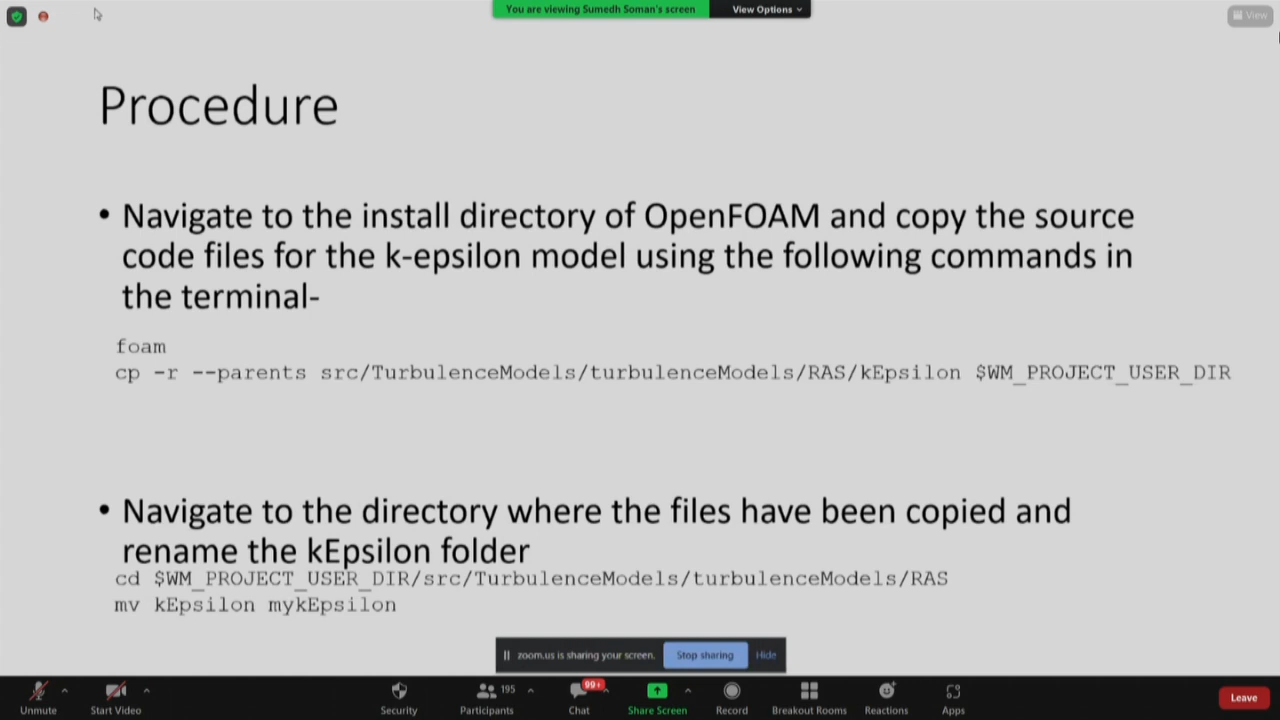 You are viewing Sumedh Soman's screen
View Options
View
Procedure
• Navigate to the install directory of OpenFOAM and copy the source
code files for the k-epsilon model using the following commands in
the terminal-
foam
cp -r --parents src/TurbulenceModels/turbulenceModels/RAS/kEpsilon $WM_PROJECT_USER_DIR
• Navigate to the directory where the files have been copied and
rename the kEpsilon folder
cd $WM_PROJECT_USER_DIR/src/TurbulenceModels/turbulenceModels/RAS
mv kEpsilon mykEpsilon
zoom.us is sharing your screen. Stop sharing Hide
195 99+
Unmute Start Video Security Participants Chat Share Screen Record Breakout Rooms Reactions Apps Leave